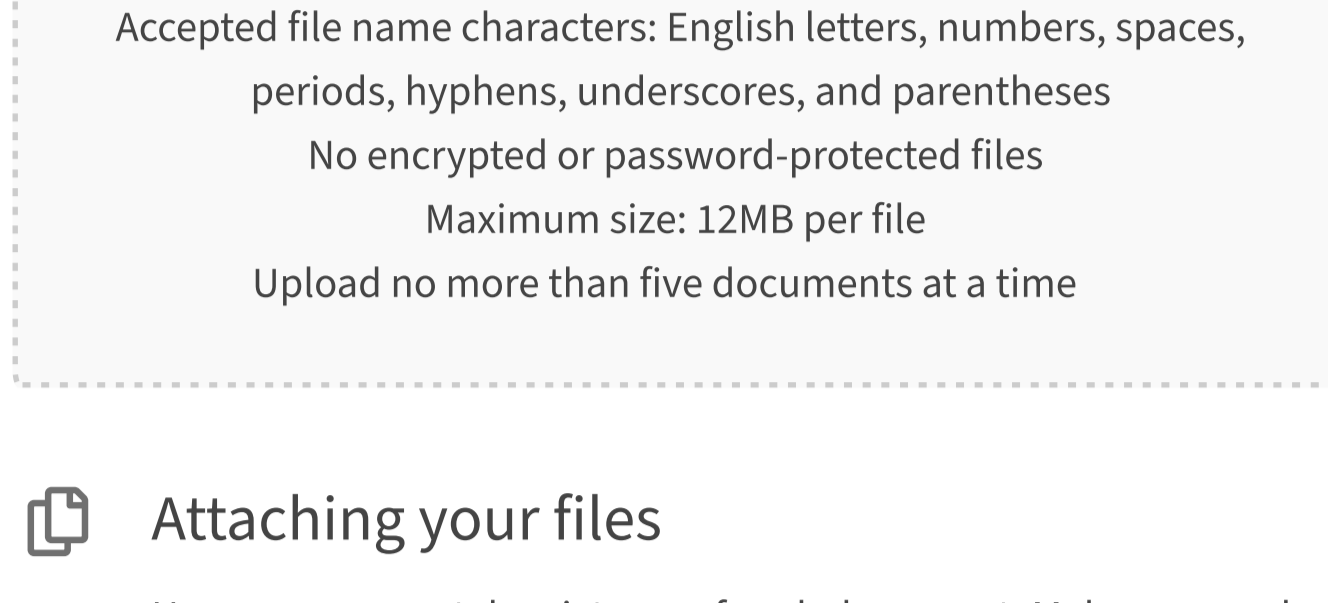 Accepted file name characters: English letters, numbers, spaces,
periods, hyphens, underscores, and parentheses
No encrypted or password-protected files
Maximum size: 12MB per file
Upload no more than five documents at a time
Attaching your files